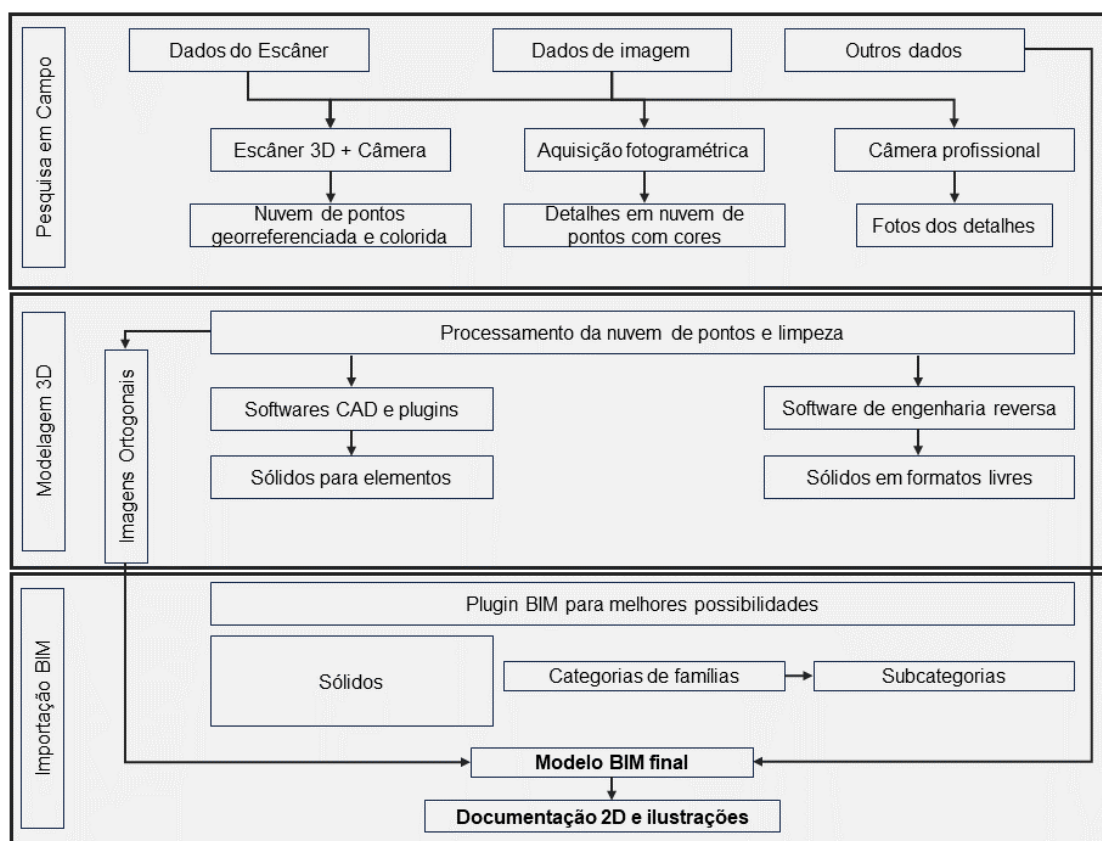 Pesquisa em Campo
Dados do Escâner
Dados de imagem
Outros dados
Escâner 3D + Câmera
Aquisição fotogramétrica
Câmera profissional
Nuvem de pontos
georreferenciada e colorida
Detalhes em nuvem de
pontos com cores
Fotos dos detalhes
Modelagem 3D
Imagens Ortogonais
Processamento da nuvem de pontos e limpeza
Softwares CAD e plugins
Software de engenharia reversa
Sólidos para elementos
Sólidos em formatos livres
Importação BIM
Plugin BIM para melhores possibilidades
Sólidos
Categorias de famílias
Subcategorias
Modelo BIM final
Documentação 2D e ilustrações